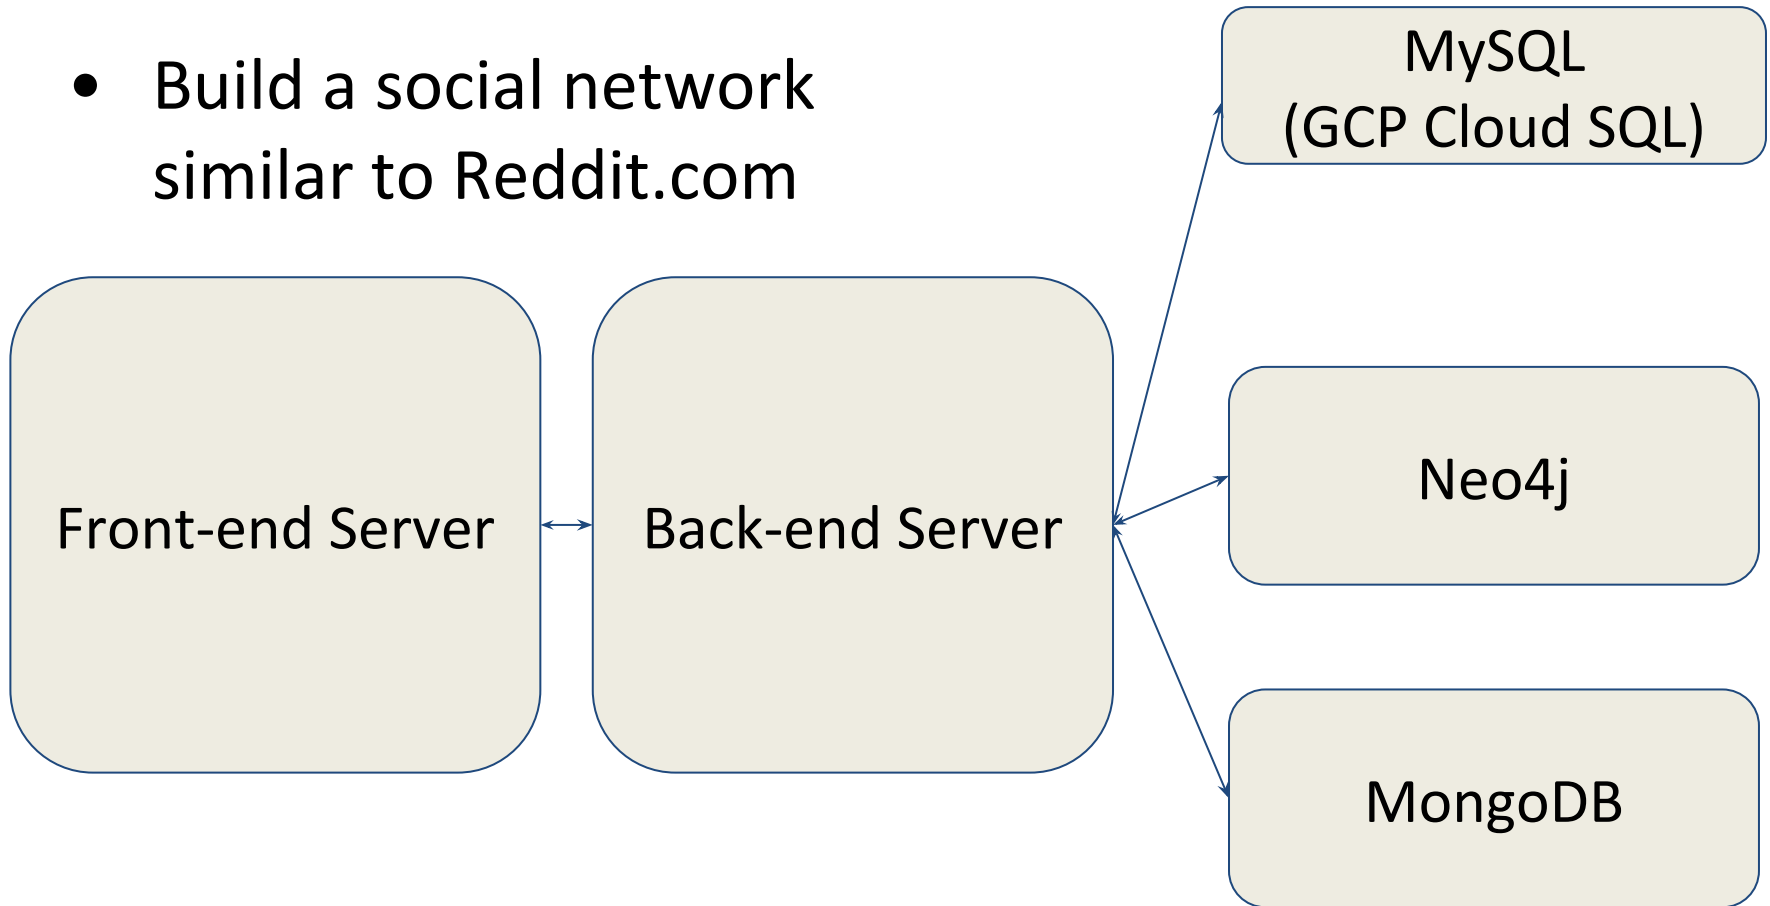 • Build a social network
similar to Reddit.com
MySQL
(GCP Cloud SQL)
Front-end Server
Back-end Server
Neo4j
MongoDB